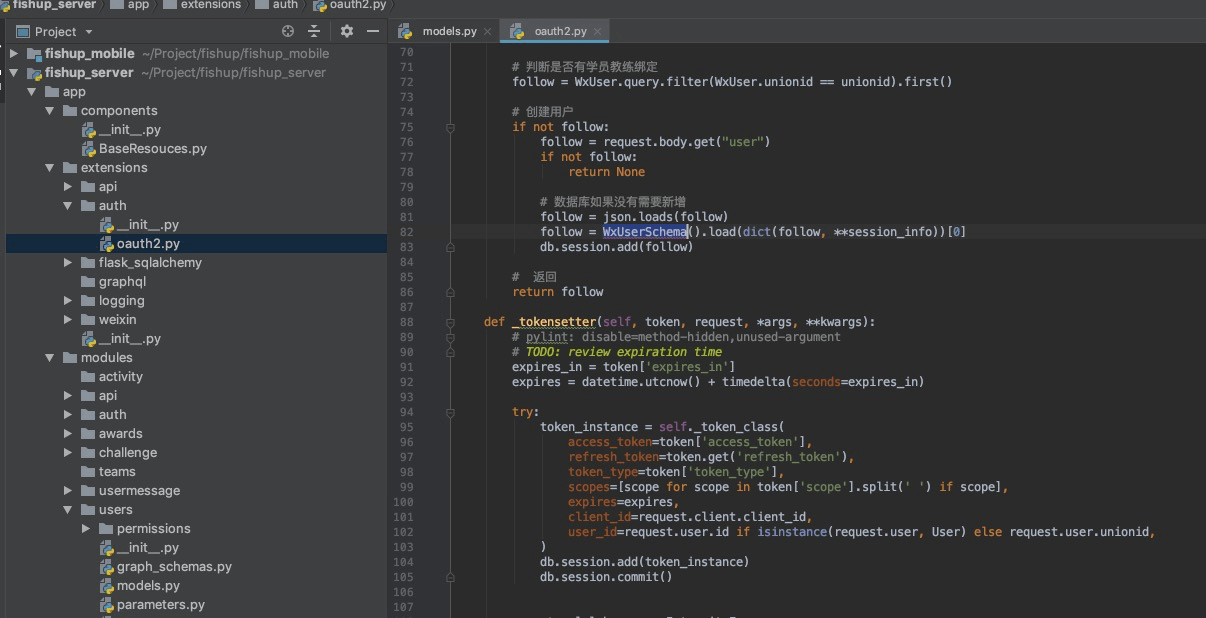 fishup_server app extensions auth oauth2.py
Project
models.py
oauth2.py
fishup_mobile ~/Project/fishup/fishup_mobile
fishup_server ~/Project/fishup/fishup_server
app
components
__init__.py
BaseResouces.py
extensions
api
auth
__init__.py
oauth2.py
flask_sqlalchemy
graphql
logging
weixin
__init__.py
modules
activity
api
auth
awards
challenge
teams
usermessage
users
permissions
__init__.py
graph_schemas.py
models.py
parameters.py
70
71 # 判断是否有学员教练绑定
72 follow = WxUser.query.filter(WxUser.unionid == unionid).first()
73
74 # 创建用户
75 if not follow:
76 follow = request.body.get("user")
77 if not follow:
78 return None
79
80 # 数据库如果没有需要新增
81 follow = json.loads(follow)
82 follow = WxUserSchema().load(dict(follow, **session_info))[0]
83 db.session.add(follow)
84
85 # 返回
86 return follow
87
88 def _tokensetter(self, token, request, *args, **kwargs):
89 # pylint: disable=method-hidden,unused-argument
90 # TODO: review expiration time
91 expires_in = token['expires_in']
92 expires = datetime.utcnow() + timedelta(seconds=expires_in)
93
94 try:
95 token_instance = self._token_class(
96 access_token=token['access_token'],
97 refresh_token=token.get('refresh_token'),
98 token_type=token['token_type'],
99 scopes=[scope for scope in token['scope'].split(' ') if scope],
100 expires=expires,
101 client_id=request.client.client_id,
102 user_id=request.user.id if isinstance(request.user, User) else request.user.unionid,
103 )
104 db.session.add(token_instance)
105 db.session.commit()
106
107